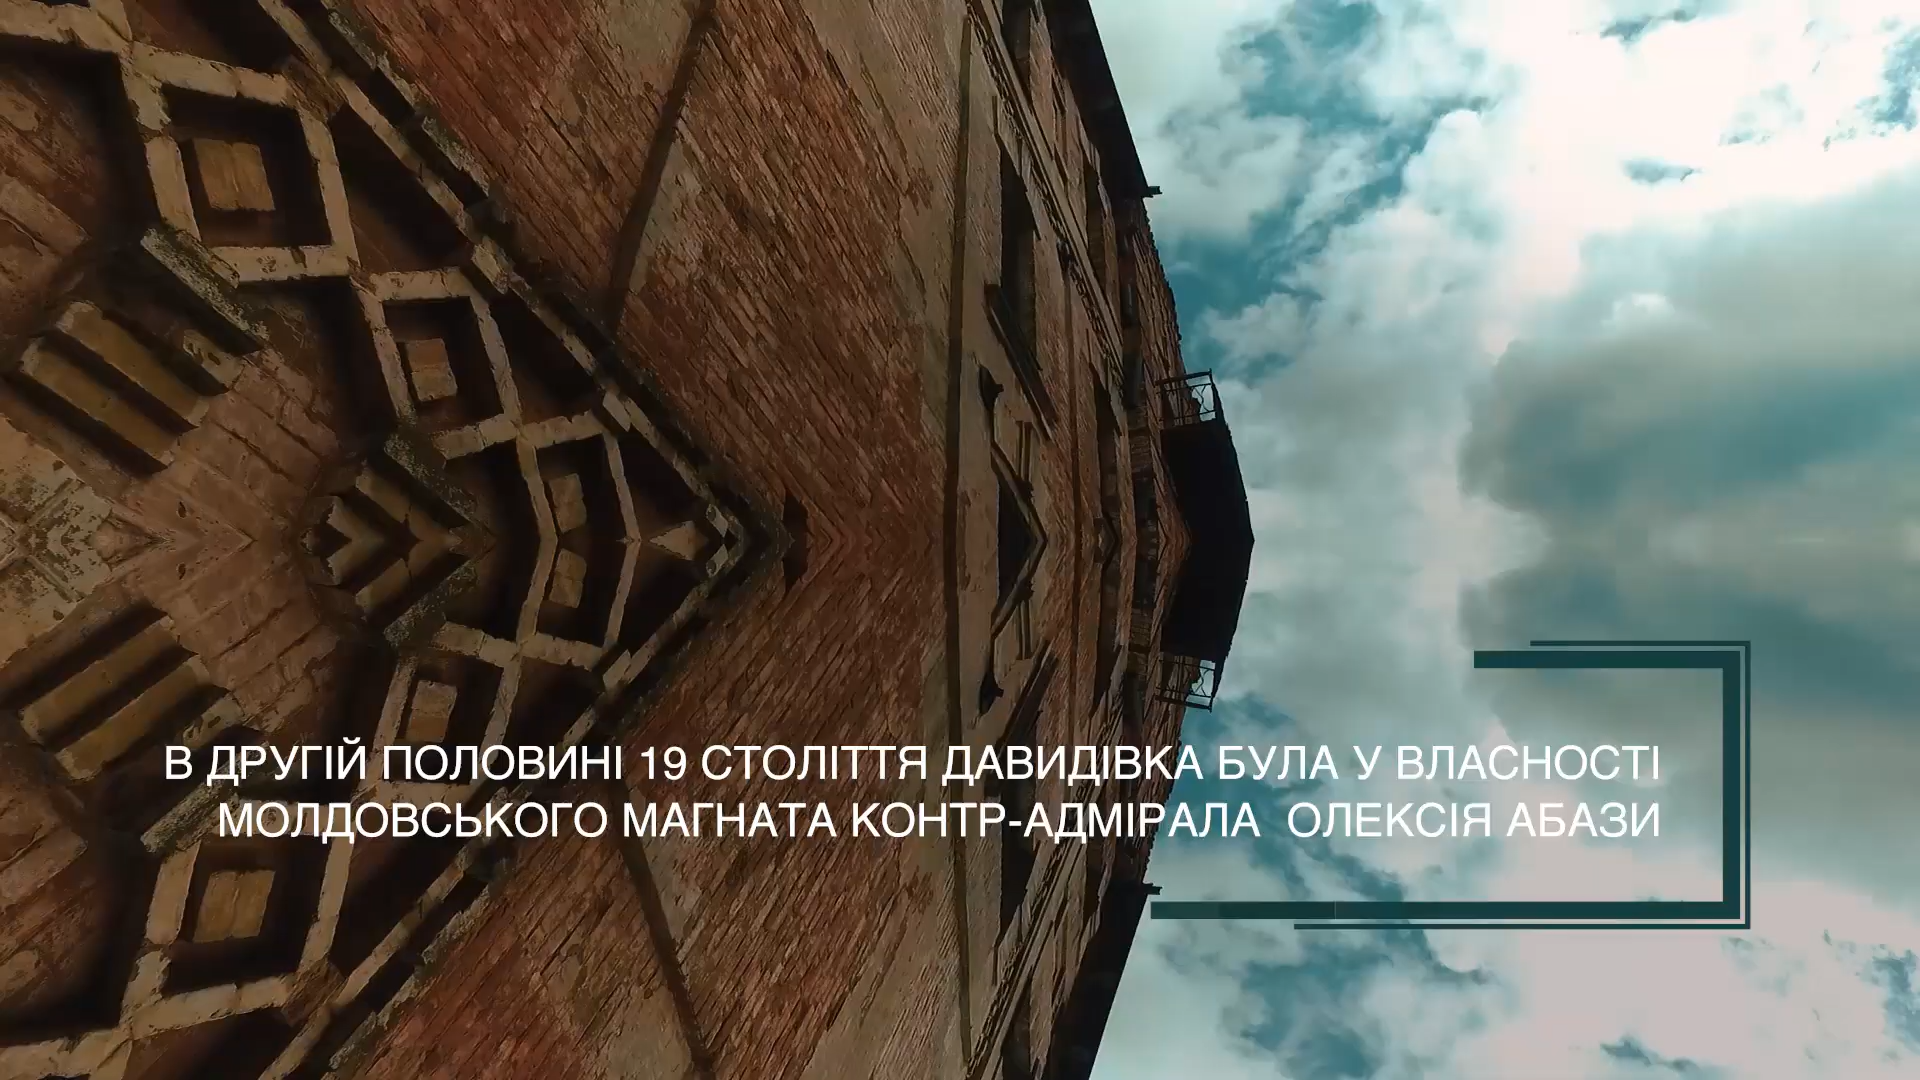 В ДРУГІЙ ПОЛОВИНІ 19 СТОЛІТТЯ ДАВИДІВКА БУЛА У ВЛАСНОСТІ
МОЛДОВСЬКОГО МАГНАТА КОНТР-АДМІРАЛА  ОЛЕКСІЯ АБАЗИ